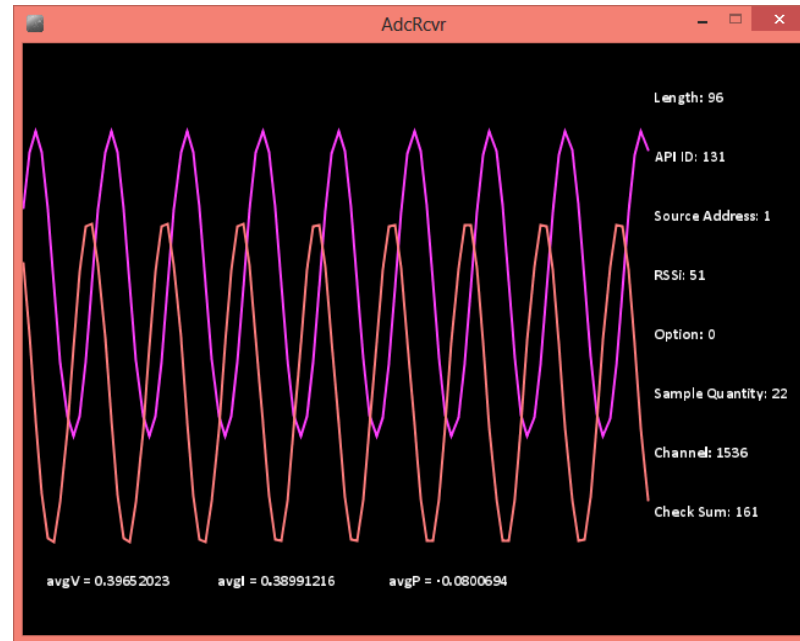 AdcRcvr
Length: 96
API ID: 131
Source Address: 1
RSSi: 51
Option: 0
Sample Quantity: 22
Channel: 1536
Check Sum: 161
avgV = 0.39652023 avgI = 0.38991216 avgP = -0.0800694